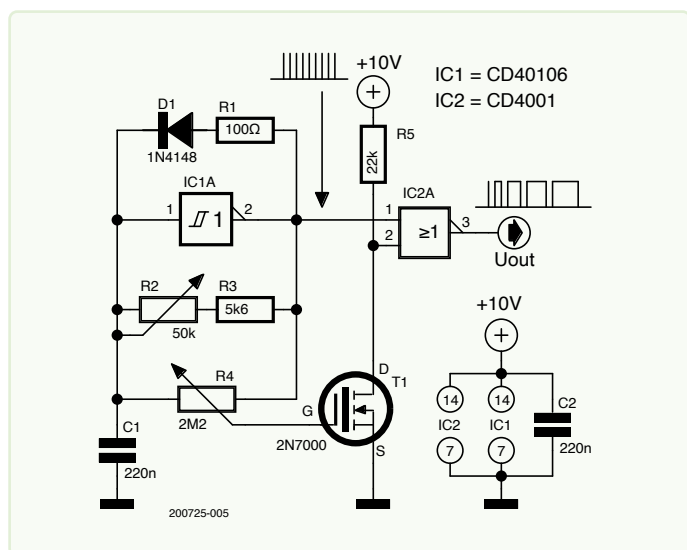 +10V
IC1 = CD40106
IC2 = CD4001
D1
R1
100Ω
1N4148
R5
22k
IC1A
1
2
1
IC2A
1
2
≥1
3
Uout
R2
R3
5k6
50k
+10V
R4
2M2
D
T1
G
2N7000
S
C1
220n
14
14
C2
IC2
IC1
7
7
220n
200725-005